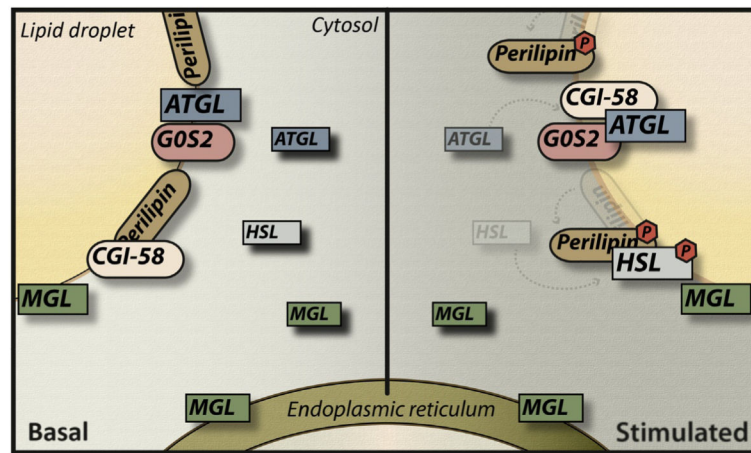 Lipid droplet
Cytosol
Perilipin
ATGL
G0S2
ATGL
Perilipin
HSL
CGI-58
MGL
MGL
MGL
Basal
Perilipin
P
CGI-58
ATGL
ATGL
G0S2
Perilipin
P
HSL
P
HSL
MGL
MGL
MGL
Stimulated
Endoplasmic reticulum